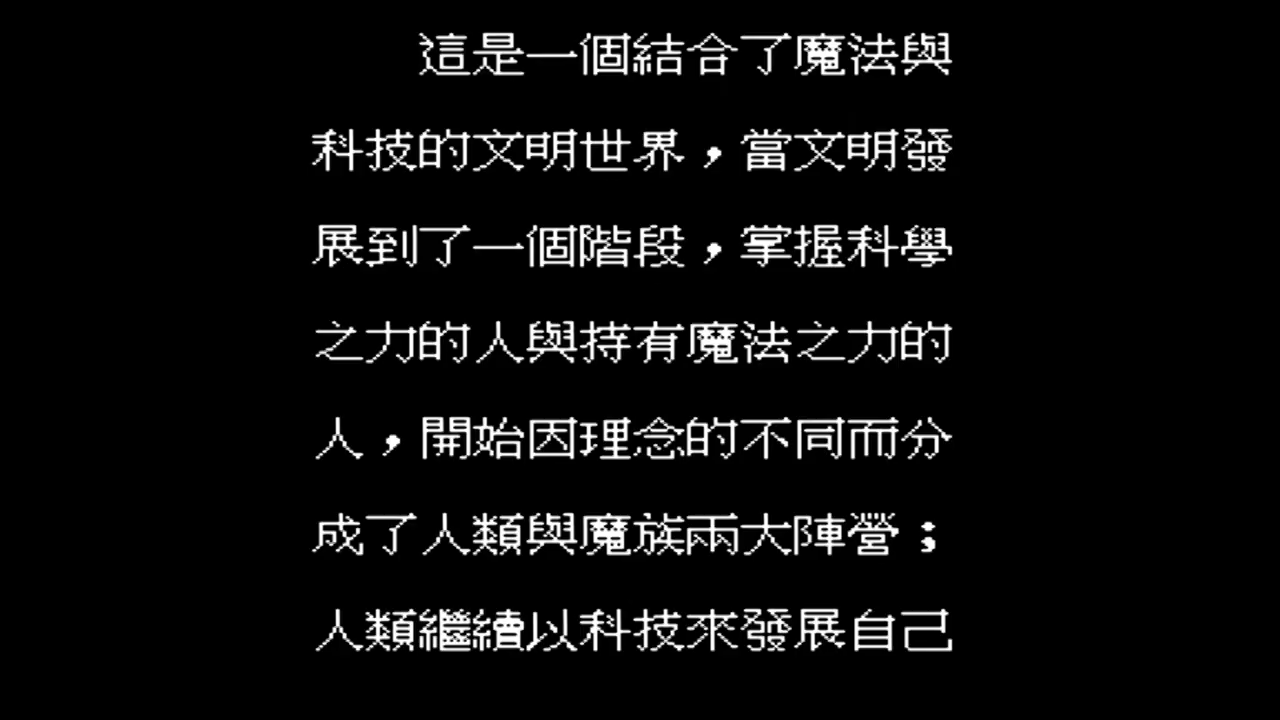 這是一個結合了魔法與
科技的文明世界，當文明發
展到了一個階段，掌握科學
之力的人與持有魔法之力的
人，開始因理念的不同而分
成了人類與魔族兩大陣營；
人類繼續以科技來發展自己